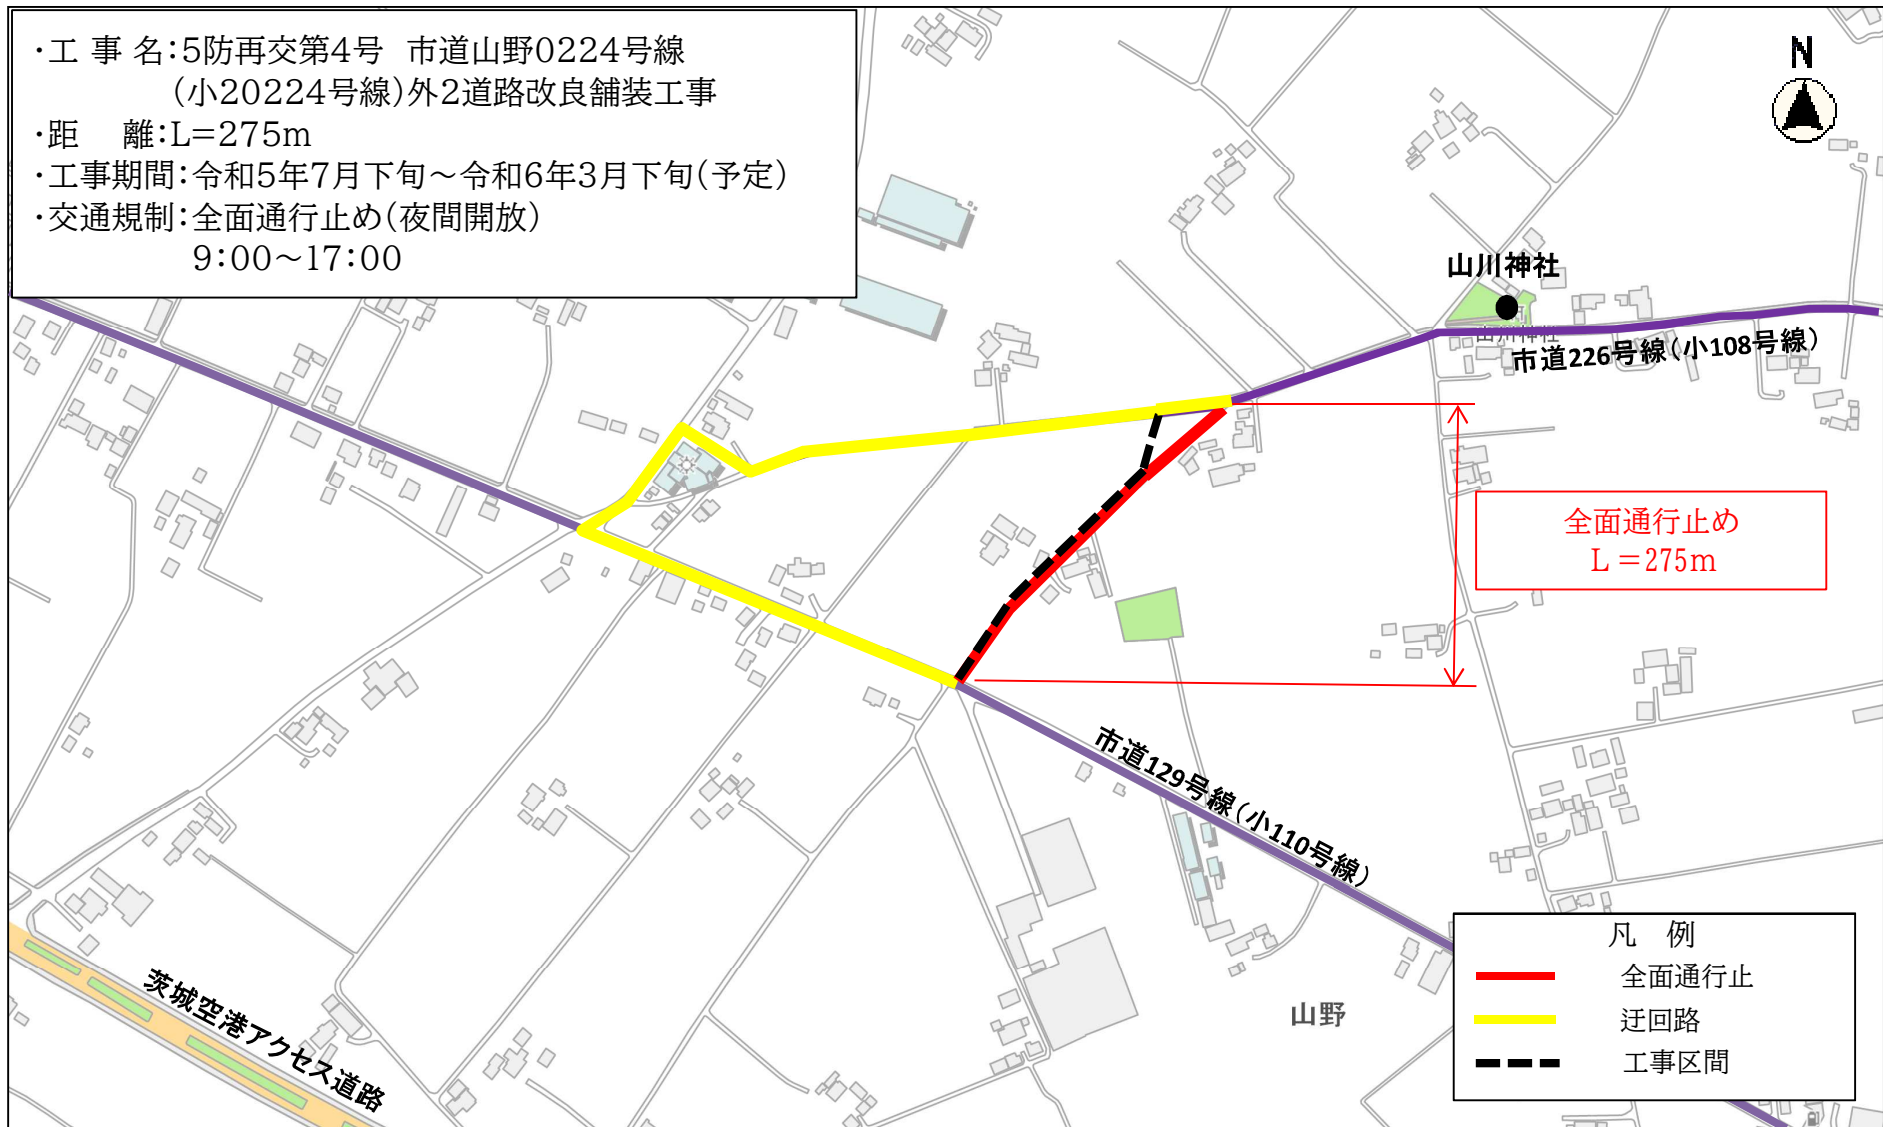 ・工 事 名：5防再交第4号 市道山野0224号線
（小20224号線）外2道路改良舗装工事
・距 離：L=275m
・工事期間：令和5年7月下旬～令和6年3月下旬（予定）
・交通規制：全面通行止め（夜間開放）
9：00～17：00
N
山川神社
山川神社
市道226号線（小108号線）
全面通行止め
L＝275m
市道129号線（小110号線）
山野
茨城空港アクセス道路
凡 例
全面通行止
迂回路
工事区間